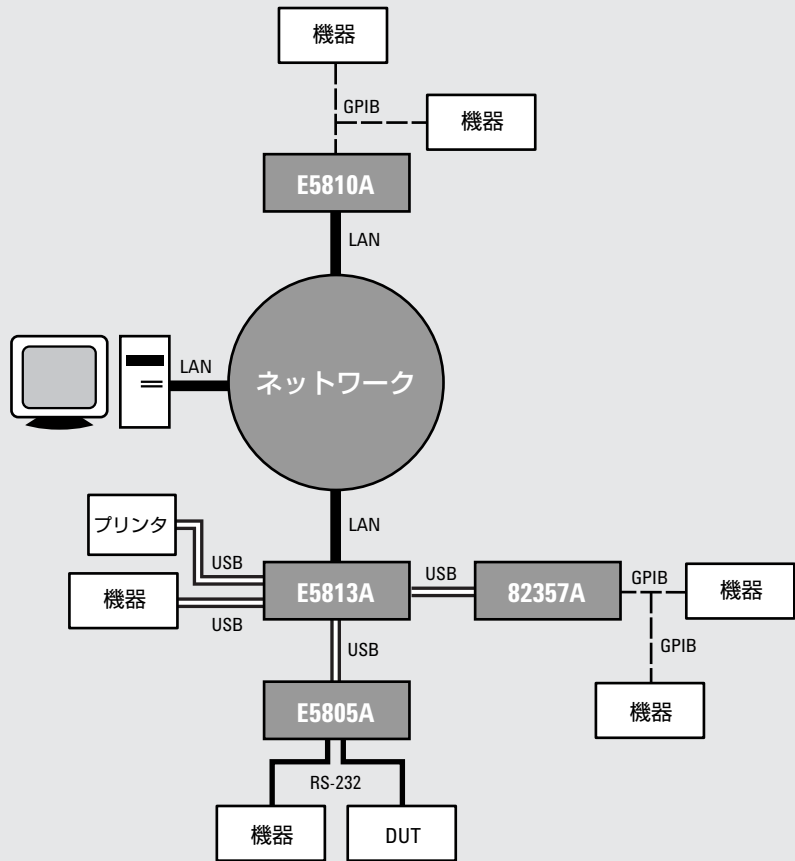 機器
GPIB
機器
E5810A
LAN
LAN
ネットワーク
LAN
プリンタ
USB
機器
USB
E5813A
USB
82357A
GPIB
機器
GPIB
機器
USB
E5805A
RS-232
機器
DUT